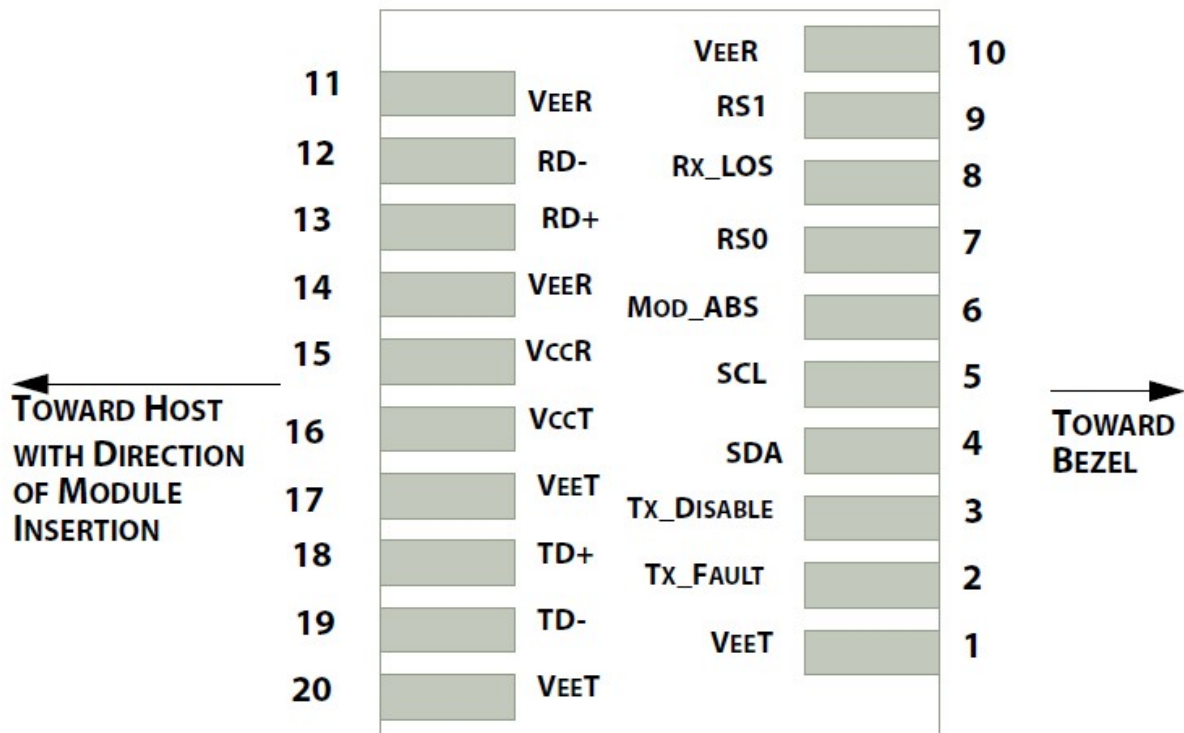 VEER 10
11 VEER
RS1 9
12 RD-
RX_LOS 8
13 RD+
RS0 7
14 VEER
MOD_ABS 6
15 VCCR
SCL 5
TOWARD HOST
WITH DIRECTION
OF MODULE
INSERTION
TOWARD
BEZEL
16 VCCT
SDA 4
17 VEET
TX_DISABLE 3
18 TD+
TX_FAULT 2
19 TD-
VEET 1
20 VEET